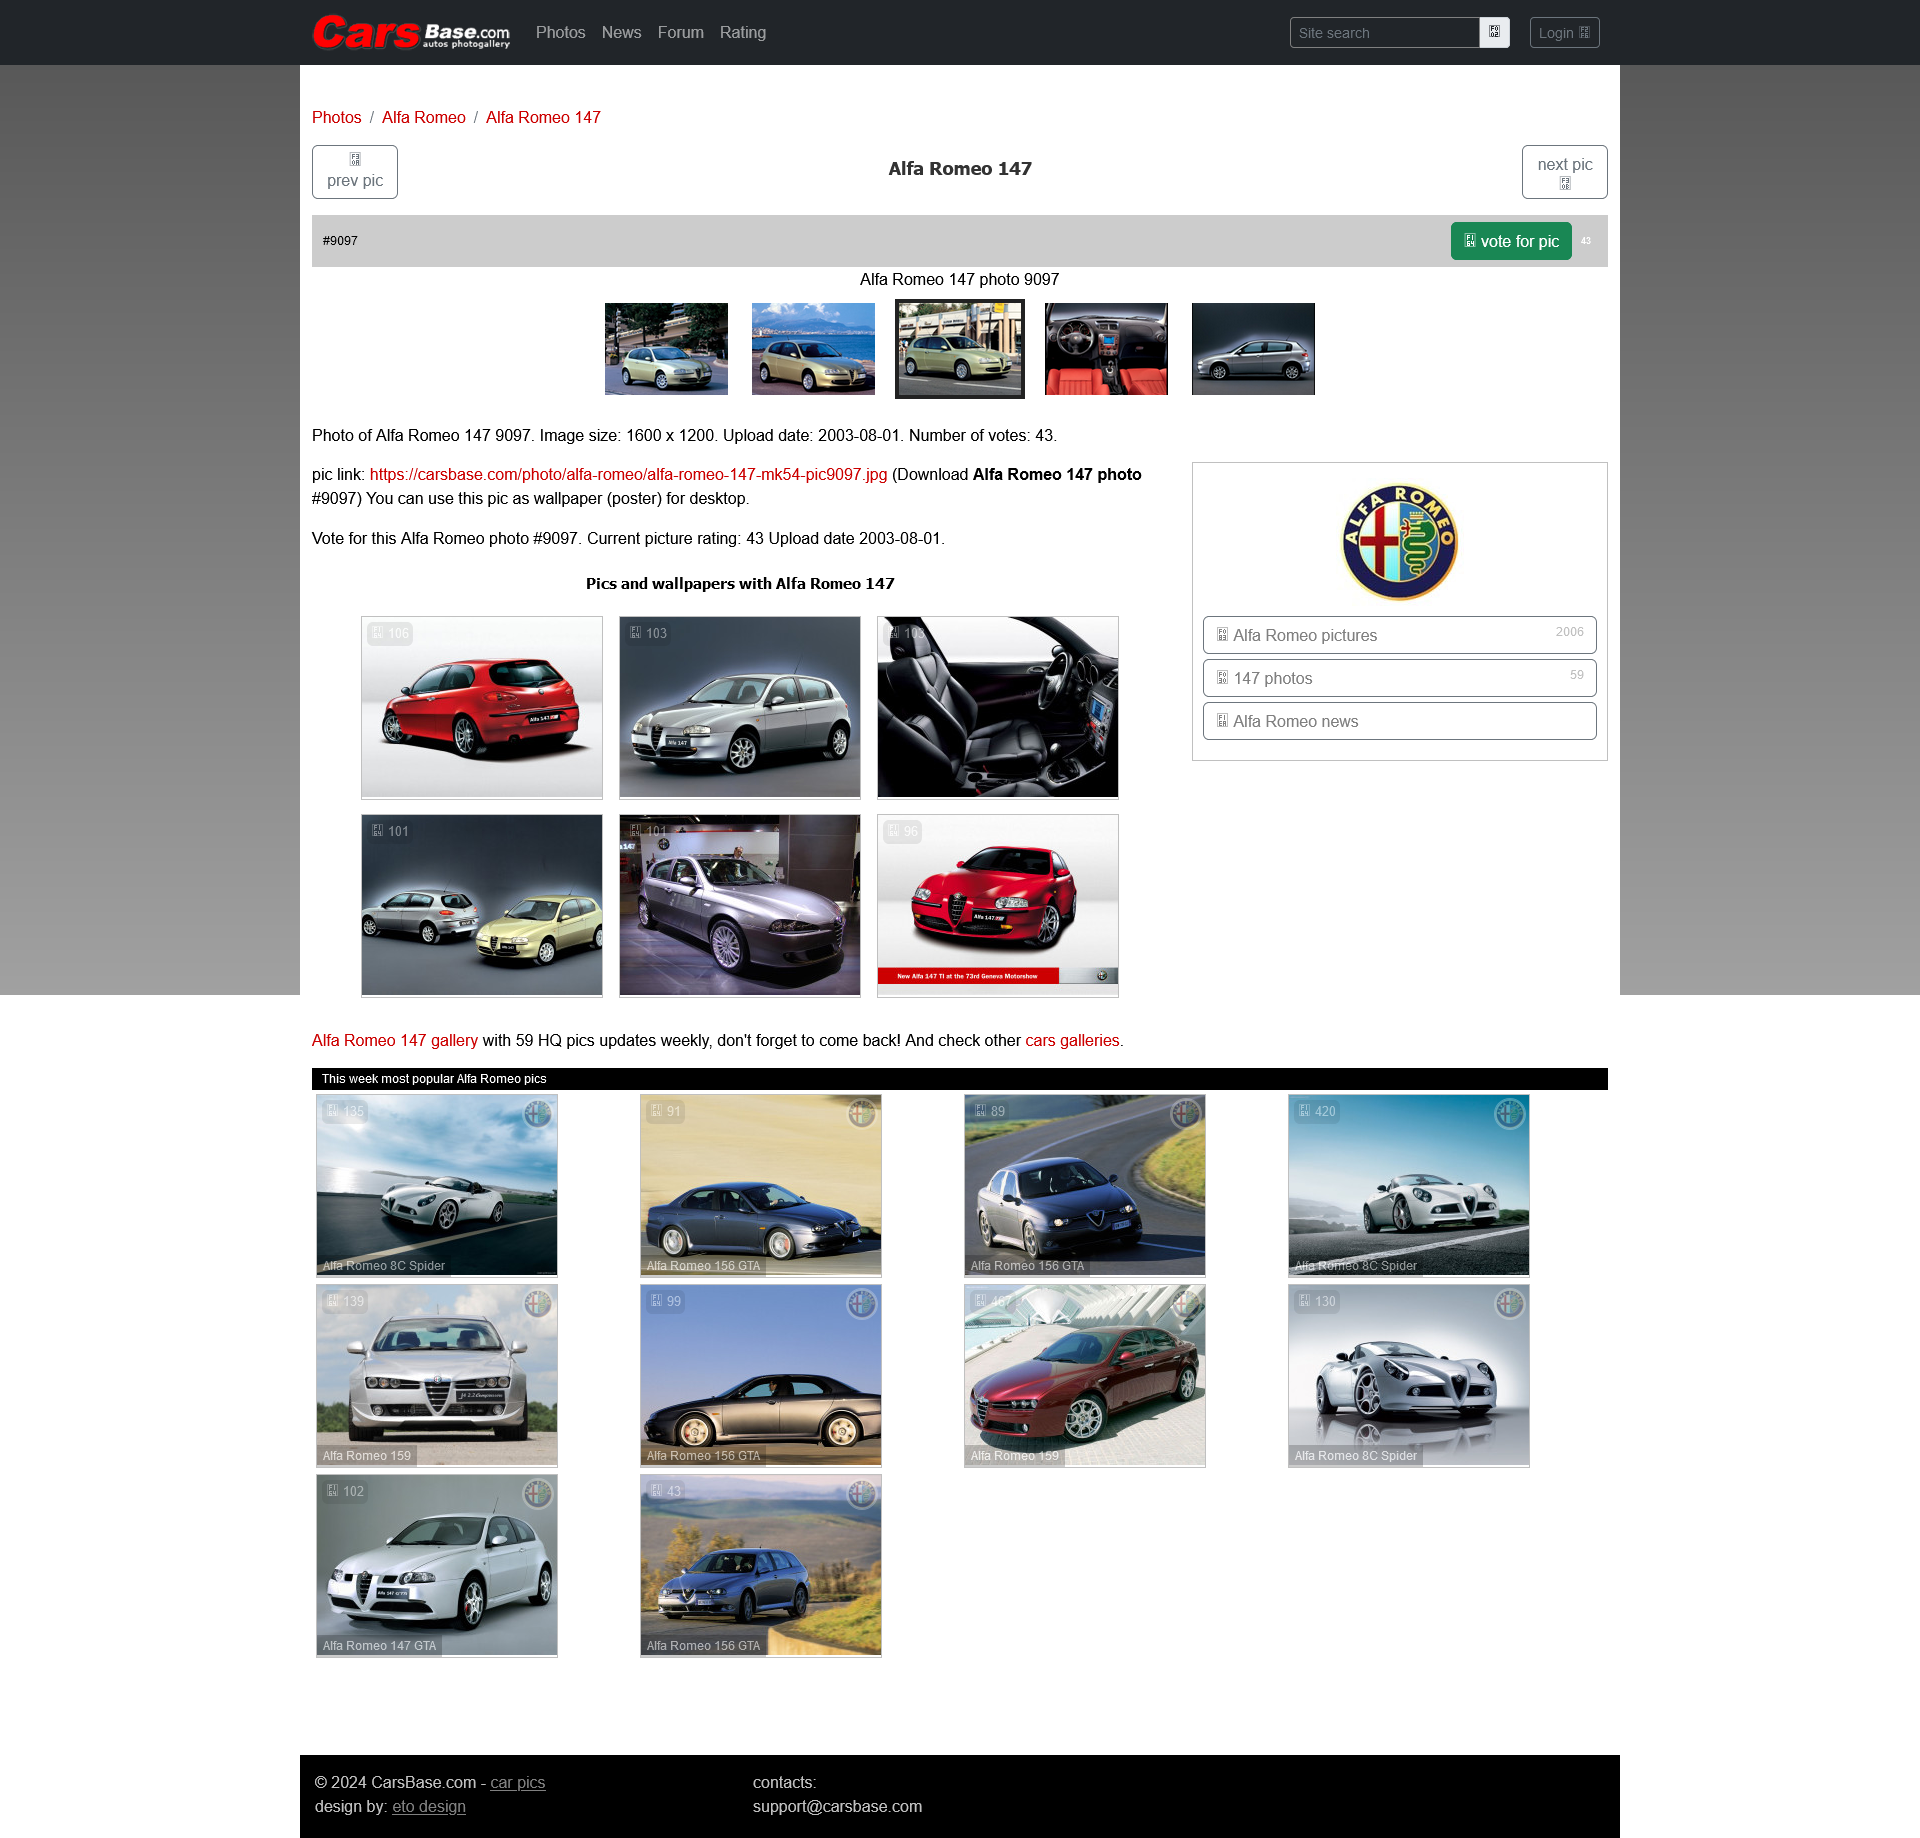 Cars Base.com
autos photogallery
Photos News Forum Rating
Site search
Login
Photos / Alfa Romeo / Alfa Romeo 147
prev pic
Alfa Romeo 147
next pic
#9097
vote for pic 43
Alfa Romeo 147 photo 9097
Photo of Alfa Romeo 147 9097. Image size: 1600 x 1200. Upload date: 2003-08-01. Number of votes: 43.
pic link: https://carsbase.com/photo/alfa-romeo/alfa-romeo-147-mk54-pic9097.jpg (Download Alfa Romeo 147 photo
#9097) You can use this pic as wallpaper (poster) for desktop.
Vote for this Alfa Romeo photo #9097. Current picture rating: 43 Upload date 2003-08-01.
ALFA ROMEO
Alfa Romeo pictures 2006
147 photos 59
Alfa Romeo news
Pics and wallpapers with Alfa Romeo 147
106
103
103
101
101
96
New Alfa 147 TI at the 73rd Geneva Motorshow
Alfa Romeo 147 gallery with 59 HQ pics updates weekly, don't forget to come back! And check other cars galleries.
This week most popular Alfa Romeo pics
135
Alfa Romeo 8C Spider
91
Alfa Romeo 156 GTA
89
Alfa Romeo 156 GTA
420
Alfa Romeo 8C Spider
139
Alfa Romeo 159
99
Alfa Romeo 156 GTA
Alfa Romeo 159
130
Alfa Romeo 8C Spider
102
Alfa Romeo 147 GTA
43
Alfa Romeo 156 GTA
© 2024 CarsBase.com - car pics
design by: eto design
contacts:
support@carsbase.com